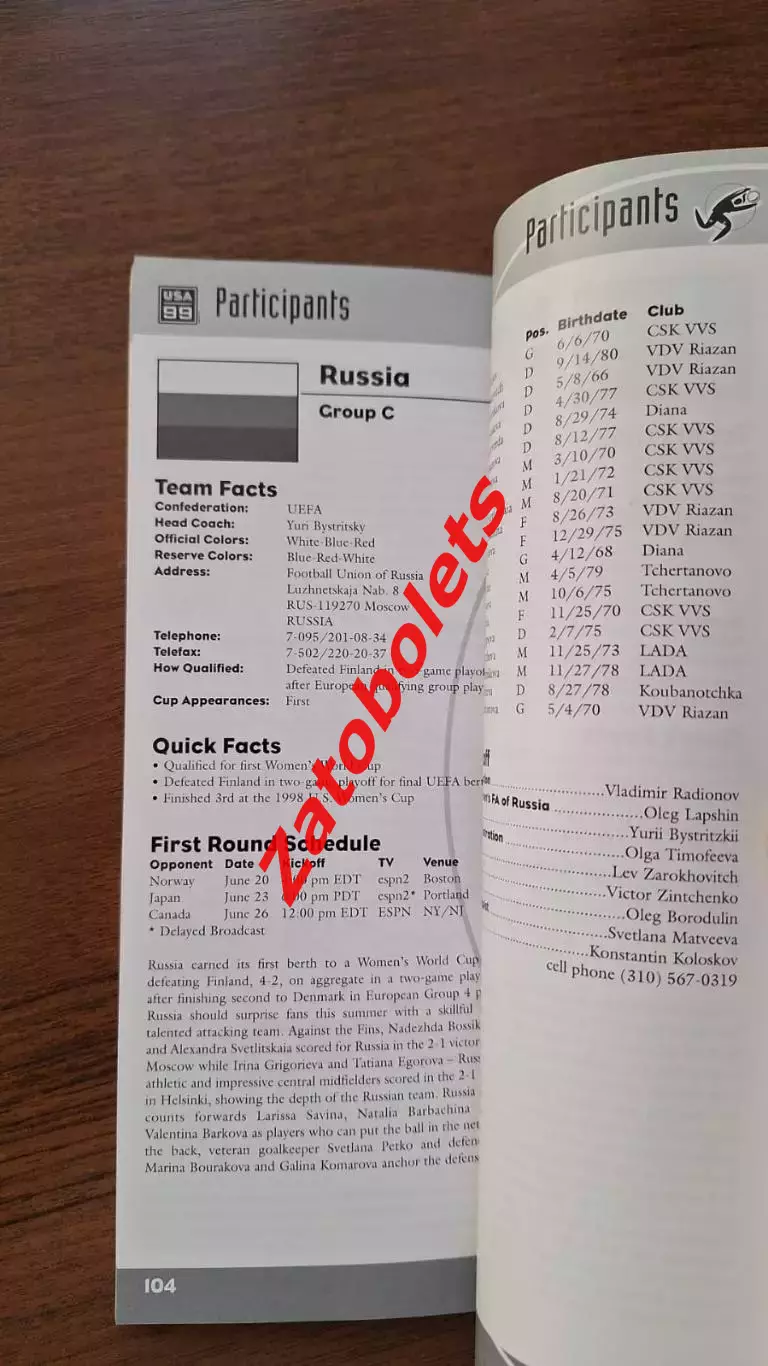 USA
99
Participants
Russia
Group C
Team Facts
Confederation: UEFA
Head Coach: Yuri Bystritsky
Official Colors: White-Blue-Red
Reserve Colors: Blue-Red-White
Address: Football Union of Russia
Luzhnetskaja Nab. 8
RUS-119270 Moscow
RUSSIA
Telephone: 7-095/201-08-34
Telefax: 7-502/220-20-37
How Qualified: Defeated Finland in game
after European group play
Cup Appearances: First
Quick Facts
• Qualified for first Women's World Cup
• Defeated Finland in two-game playoff for final UEFA
• Finished 3rd at the 1998 U.S. Women's Cup
First Round Schedule
Opponent Date Kickoff TV Venue
Norway June 20 pm EDT espn2 Boston
Japan June 23 pm PDT espn2* Portland
Canada June 26 12:00 pm EDT ESPN NY/NJ
* Delayed Broadcast
Russia earned its first berth to a Women's World Cup
defeating Finland, 4-2, on aggregate in a two-game
after finishing second to Denmark in European Group 4
Russia should surprise fans this summer with a skillful
talented attacking team. Against the Fins, Nadezhda
and Alexandra Svetlitskaia scored for Russia in the 2-1
Moscow while Irina Grigorieva and Tatiana Egorova –
athletic and impressive central midfielders scored in the 2-1
in Helsinki, showing the depth of the Russian team. Russia
counts forwards Larissa Savina, Natalia Barbachina
Valentina Barkova as players who can put the ball in the net
the back, veteran goalkeeper Svetlana Petko and
Marina Bourakova and Galina Komarova anchor the
104
Participants
Pos. Birthdate Club
G 6/6/70 CSK VVS
D 9/14/80 VDV Riazan
D 5/8/66 VDV Riazan
D 4/30/77 CSK VVS
D 8/29/74 Diana
D 8/12/77 CSK VVS
M 3/10/70 CSK VVS
M 1/21/72 CSK VVS
M 8/20/71 CSK VVS
F 8/26/73 VDV Riazan
F 12/29/75 VDV Riazan
G 4/12/68 Diana
M 4/5/79 Tchertanovo
M 10/6/75 Tchertanovo
F 11/25/70 CSK VVS
D 2/7/75 CSK VVS
M 11/25/73 LADA
M 11/27/78 LADA
D 8/27/78 Koubanotchka
G 5/4/70 VDV Riazan
Vladimir Radionov
FA of Russia Oleg Lapshin
Yurii Bystritzkii
Olga Timofeeva
Lev Zarokhovitch
Victor Zintchenko
Oleg Borodulin
Svetlana Matveeva
Konstantin Koloskov
cell phone (310) 567-0319
Zatobolets